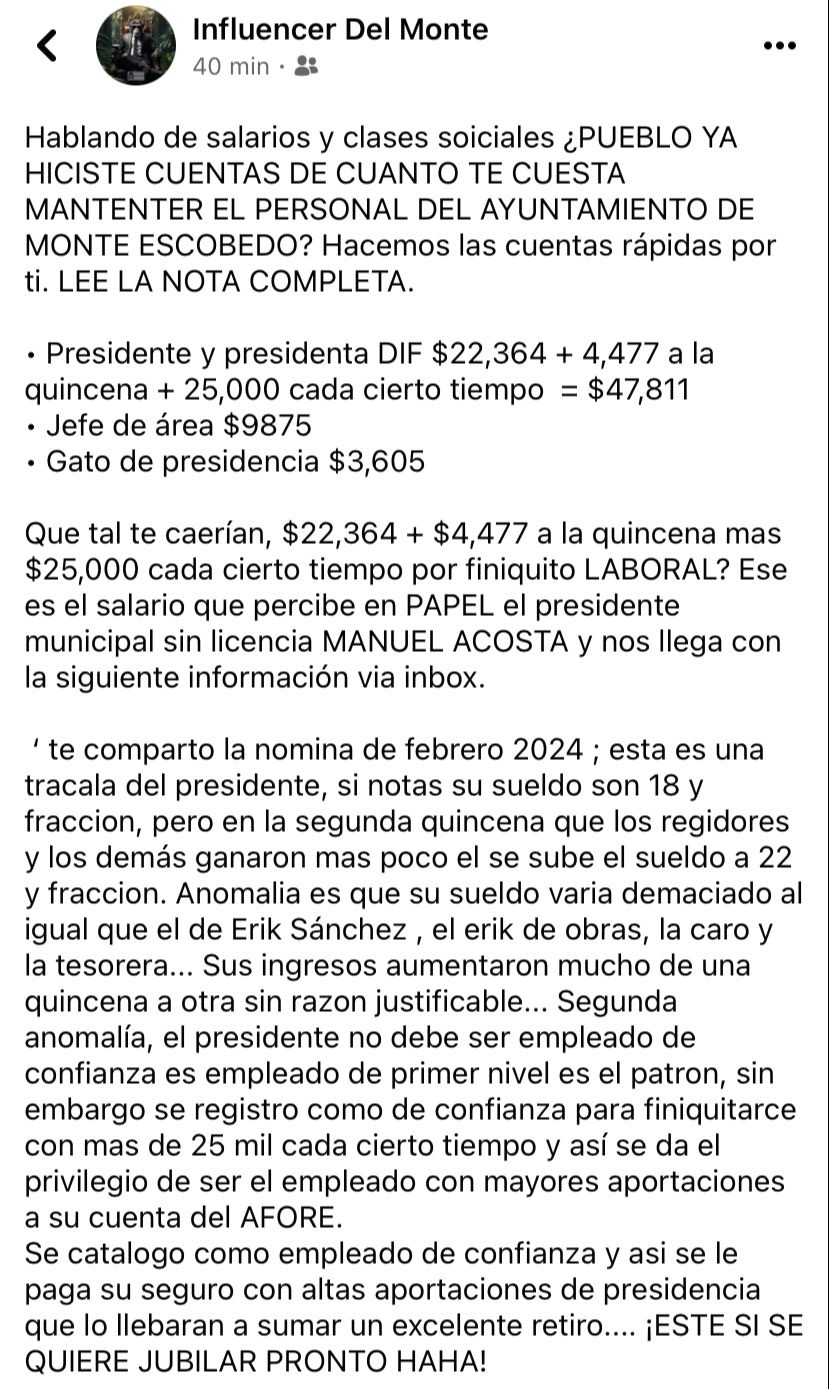 Influencer Del Monte
40 min ·
Hablando de salarios y clases soiciales ¿PUEBLO YA
HICISTE CUENTAS DE CUANTO TE CUESTA
MANTENTER EL PERSONAL DEL AYUNTAMIENTO DE
MONTE ESCOBEDO? Hacemos las cuentas rápidas por
ti. LEE LA NOTA COMPLETA.
• Presidente y presidenta DIF $22,364 + 4,477 a la
quincena + 25,000 cada cierto tiempo  = $47,811
• Jefe de área $9875
• Gato de presidencia $3,605
Que tal te caerían, $22,364 + $4,477 a la quincena mas
$25,000 cada cierto tiempo por finiquito LABORAL? Ese
es el salario que percibe en PAPEL el presidente
municipal sin licencia MANUEL ACOSTA y nos llega con
la siguiente información via inbox.
‘ te comparto la nomina de febrero 2024 ; esta es una
tracala del presidente, si notas su sueldo son 18 y
fraccion, pero en la segunda quincena que los regidores
y los demás ganaron mas poco el se sube el sueldo a 22
y fraccion. Anomalia es que su sueldo varia demaciado al
igual que el de Erik Sánchez , el erik de obras, la caro y
la tesorera... Sus ingresos aumentaron mucho de una
quincena a otra sin razon justificable... Segunda
anomalía, el presidente no debe ser empleado de
confianza es empleado de primer nivel es el patron, sin
embargo se registro como de confianza para finiquitarce
con mas de 25 mil cada cierto tiempo y así se da el
privilegio de ser el empleado con mayores aportaciones
a su cuenta del AFORE.
Se catalogo como empleado de confianza y asi se le
paga su seguro con altas aportaciones de presidencia
que lo llebaran a sumar un excelente retiro.... ¡ESTE SI SE
QUIERE JUBILAR PRONTO HAHA!